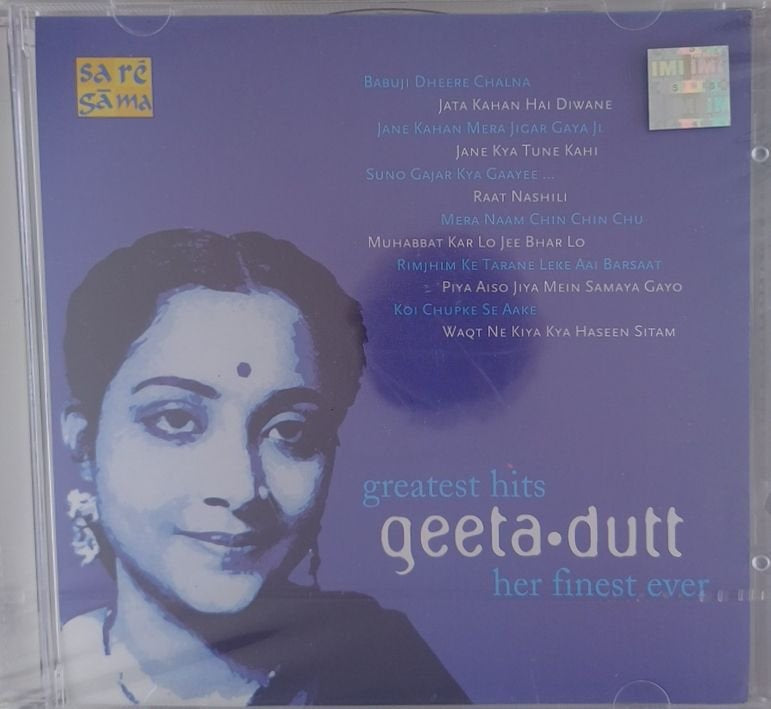 sa rē
gāma
IMI IMI
BABUJI DHEERE CHALNA
JATA KAHAN HAI DIWANE
JANE KAHAN MERA JIGAR GAYA JI
JANE KYA TUNE KAHI
SUNO GAJAR KYA GAAYEE ...
RAAT NASHILI
MERA NAAM CHIN CHIN CHU
MUHABBAT KAR LO JEE BHAR LO
RIMJHIM KE TARANE LEKE AAI BARSAAT
PIYA AISO JIYA MEIN SAMAYA GAYO
KOI CHUPKE SE AAKE
WAQT NE KIYA KYA HASEEN SITAM
greatest hits
geeta•dutt
her finest ever